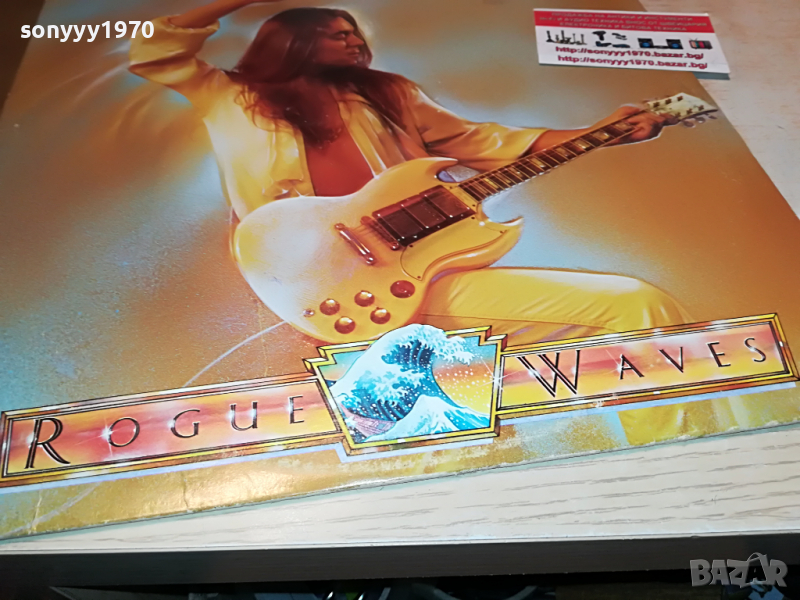 sonyyy1970
http://sonyyy1970.bazar.bg/
http://sonyyy1970.bazar.bg/
ROGUE WAVES
BAZAR